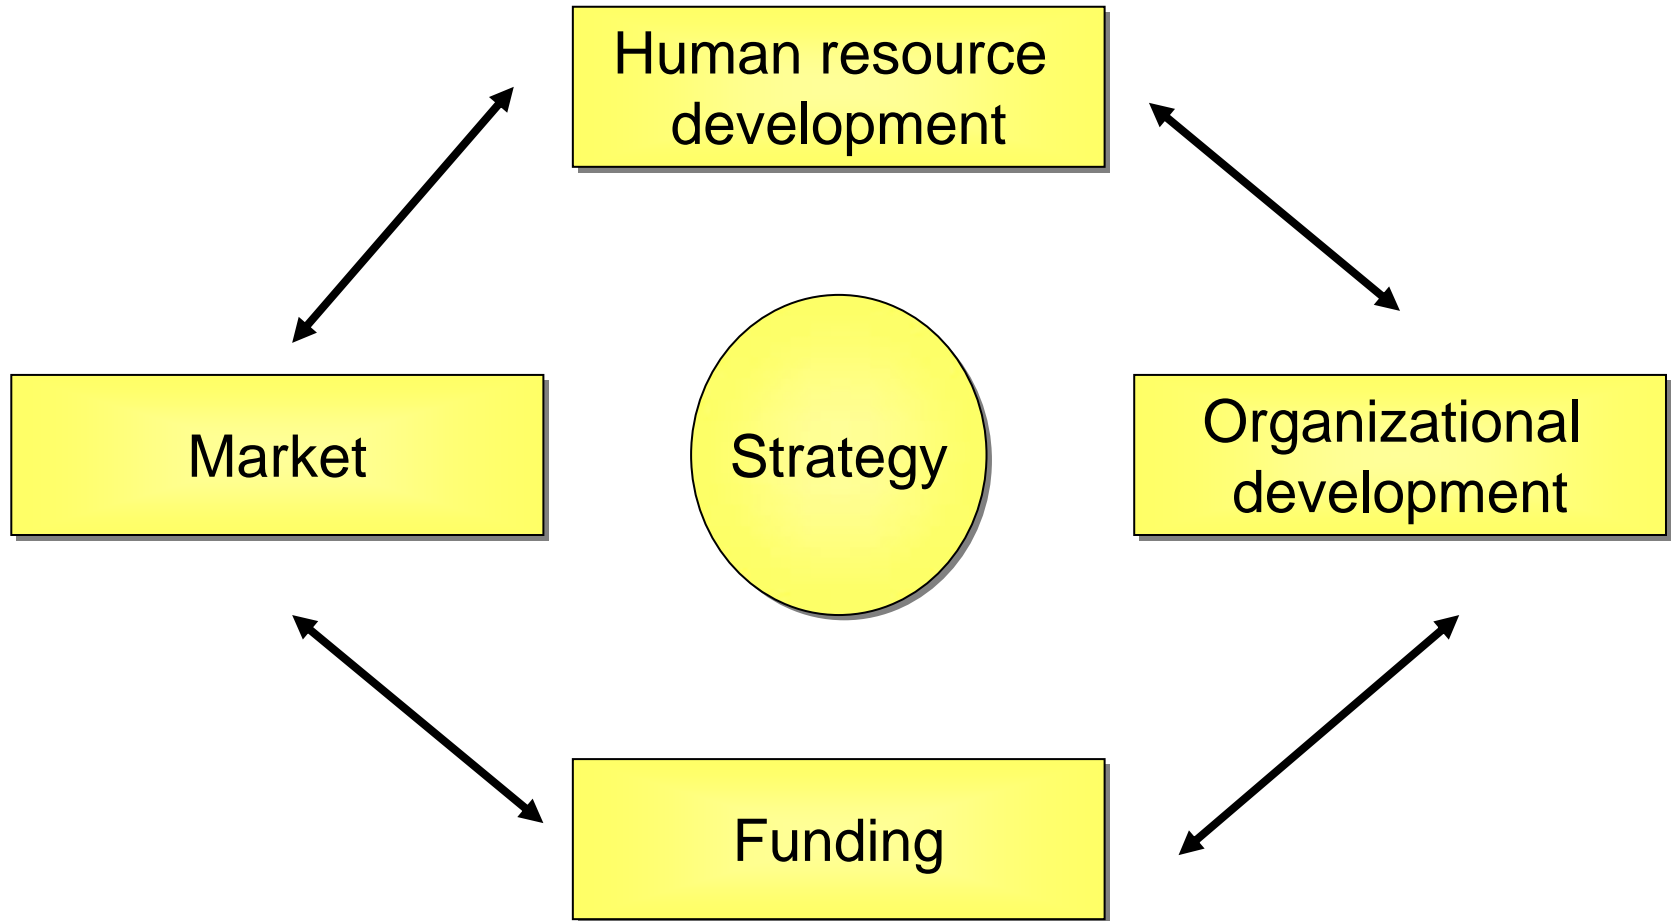 Human resource
development
Market
Strategy
Organizational
development
Funding